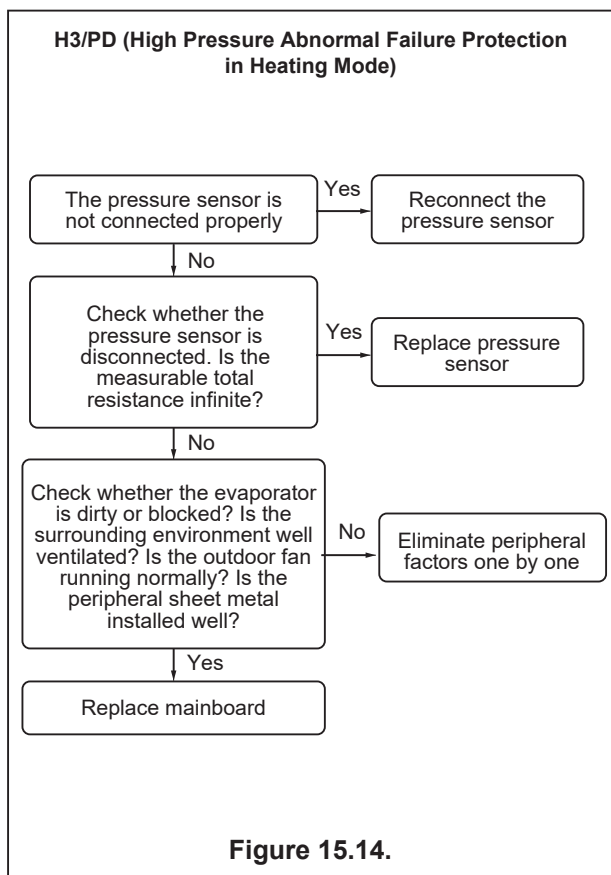 H3/PD (High Pressure Abnormal Failure Protection
in Heating Mode)
The pressure sensor is
not connected properly
Yes
Reconnect the
pressure sensor
No
Check whether the
pressure sensor is
disconnected. Is the
measurable total
resistance infinite?
Yes
Replace pressure
sensor
No
Check whether the evaporator
is dirty or blocked? Is the
surrounding environment well
ventilated? Is the outdoor fan
running normally? Is the
peripheral sheet metal
installed well?
No
Eliminate peripheral
factors one by one
Yes
Replace mainboard
Figure 15.14.